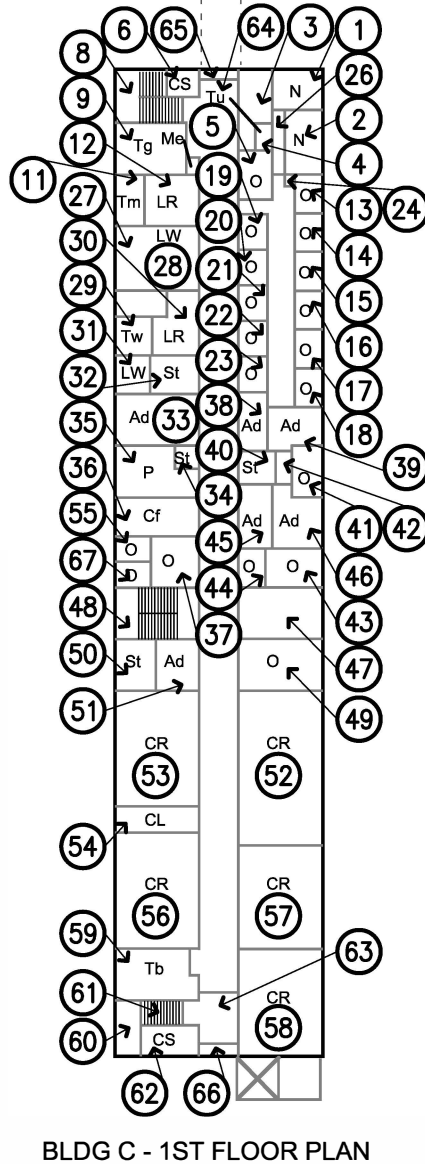 6 65 64 3 1
8 CS Tu N 26
9 Tg Me 5 N 2
12 4
11 19 O 13 24
27 Tm LR O
LW 20 O O 14
28
30 21 O O 15
29 22 O O 16
31 Tw LR
32 LW St 23 O O 17
35 Ad 33 38 O 18
Ad Ad
36 P St 40 St 39
34 O
55 Cf 45 Ad Ad 41 42
67 O O 44 O O 46
O 43
48 37 47
50 St Ad O
51 49
CR CR
53 52
54 CL
CR CR
56 57
59 Tb 63
61 CR
60 CS 58
62 66
BLDG C - 1ST FLOOR PLAN